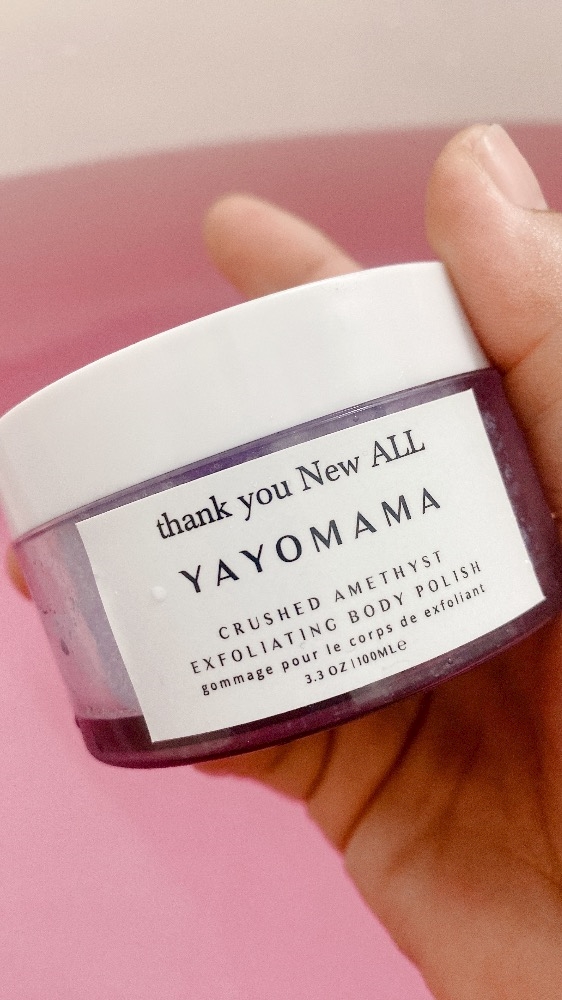 thank you New ALL
YAYOMAMA
CRUSHED AMETHYST
EXFOLIATING BODY POLISH
gommage pour le corps de exfoliant
3.3 OZ | 100ML℮